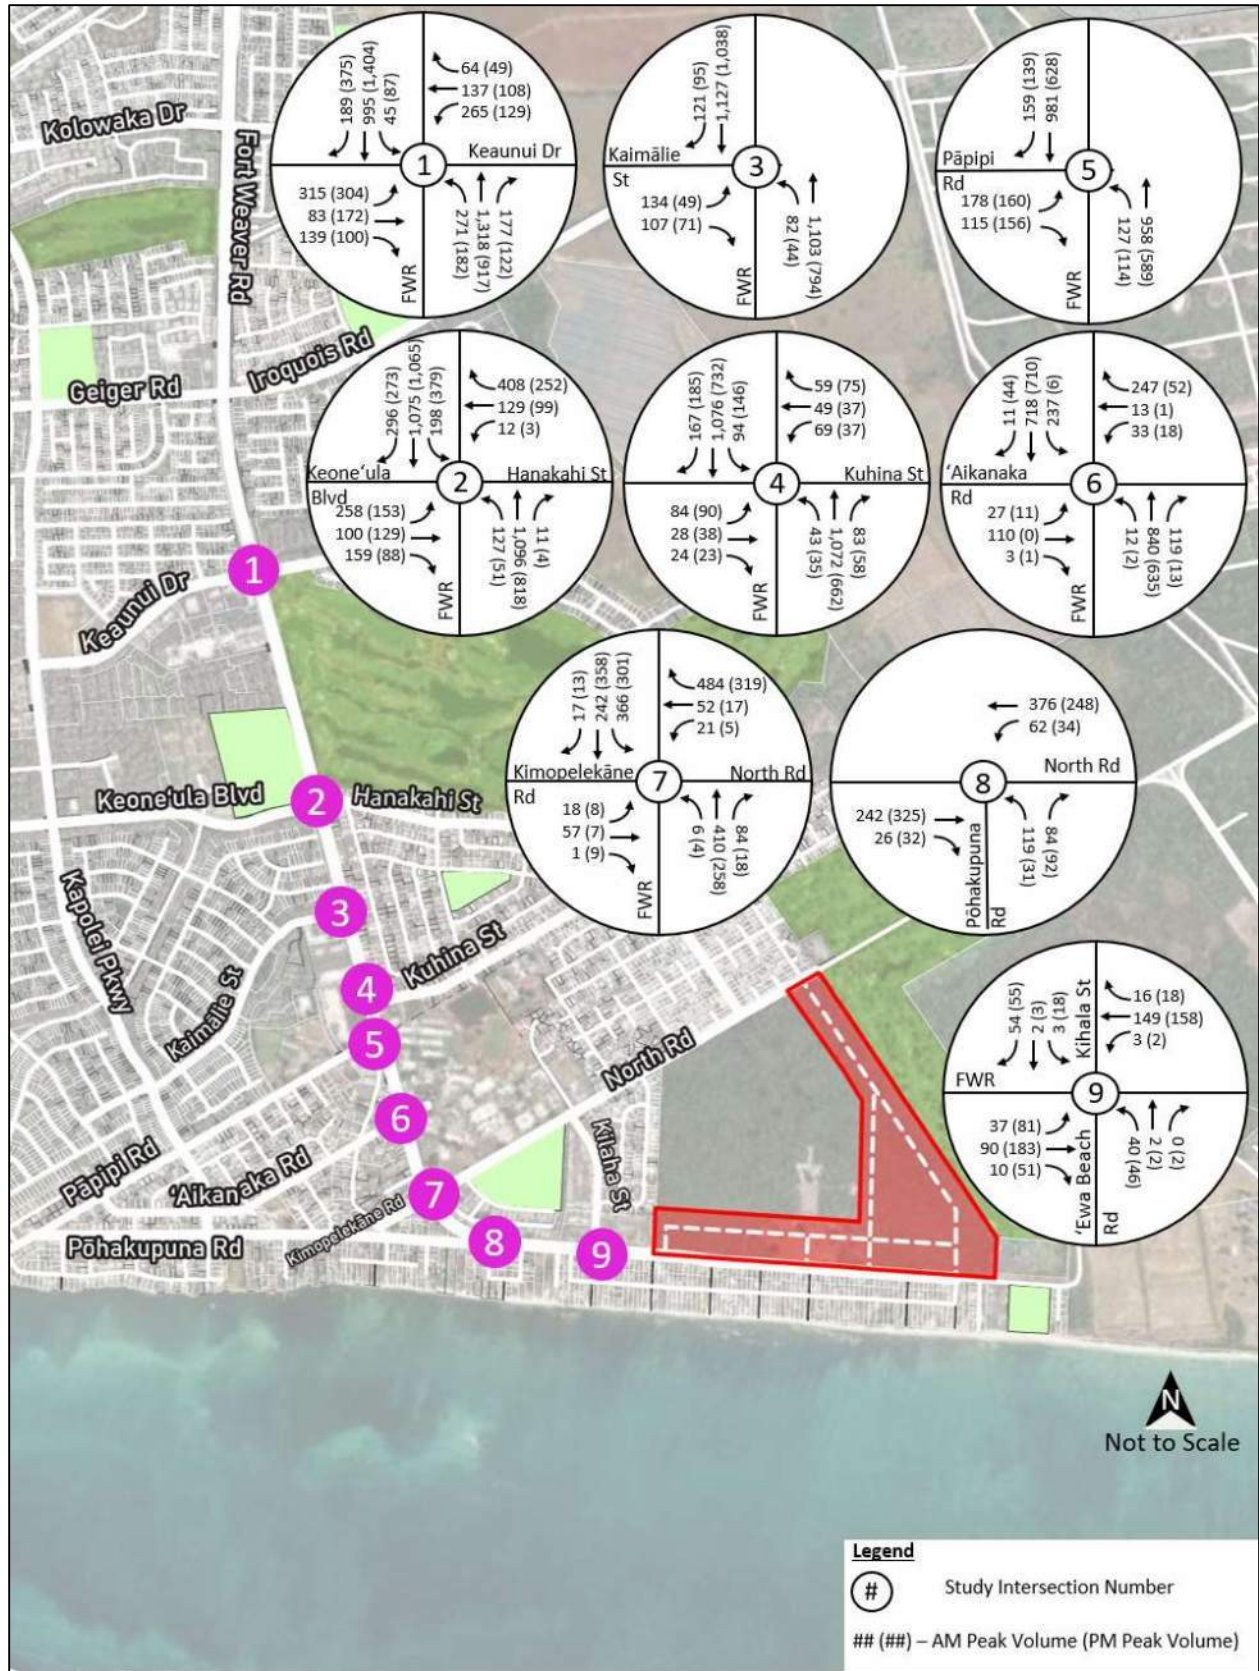 Kolowaka Dr
Fort Weaver Rd
Geiger Rd
Iroquois Rd
Keaunui Dr
Keone'ula Blvd
Hanakahi St
Kapolei Pkwy
Kaimalie St
Kuhina St
North Rd
Kilaha St
Pāpipi Rd
'Aikanaka Rd
Kimopelekāne Rd
Pōhakupuna Rd
1
2
3
4
5
6
7
8
9
189 (375)
995 (1,404)
45 (87)
64 (49)
137 (108)
265 (129)
1
Keaunui Dr
315 (304)
83 (172)
139 (100)
FWR
271 (182)
1,318 (917)
177 (122)
121 (95)
1,127 (1,038)
Kaimālie
St
3
134 (49)
107 (71)
FWR
82 (44)
1,103 (794)
159 (139)
981 (628)
Pāpipi
Rd
5
178 (160)
115 (156)
FWR
127 (114)
958 (589)
296 (273)
1,075 (1,065)
198 (379)
408 (252)
129 (99)
12 (3)
Keone'ula
Blvd
2
Hanakahi St
258 (153)
100 (129)
159 (88)
FWR
127 (51)
1,096 (818)
11 (4)
167 (185)
1,076 (732)
94 (146)
59 (75)
49 (37)
69 (37)
4
Kuhina St
84 (90)
28 (38)
24 (23)
FWR
43 (35)
1,072 (662)
83 (58)
11 (44)
718 (710)
237 (6)
247 (52)
13 (1)
33 (18)
'Aikanaka
Rd
6
27 (11)
110 (0)
3 (1)
FWR
12 (2)
840 (635)
119 (13)
17 (13)
242 (358)
366 (301)
484 (319)
52 (17)
21 (5)
Kimopelekāne
Rd
7
North Rd
18 (8)
57 (7)
1 (9)
FWR
6 (4)
410 (258)
84 (18)
376 (248)
62 (34)
8
North Rd
242 (325)
26 (32)
Pōhakupuna
Rd
119 (31)
84 (92)
54 (55)
2 (3)
3 (18)
Kihala St
16 (18)
149 (158)
3 (2)
FWR
9
37 (81)
90 (183)
10 (51)
'Ewa Beach
Rd
40 (46)
2 (2)
0 (2)
N
Not to Scale
Legend
# Study Intersection Number
## (##) – AM Peak Volume (PM Peak Volume)